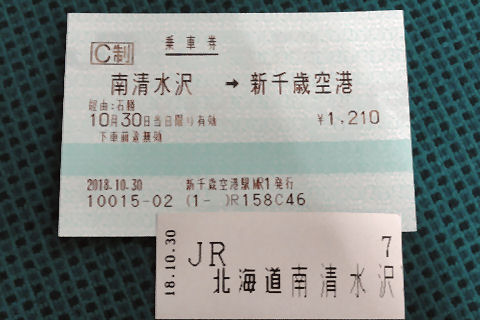 乗車券
C制
南清水沢 → 新千歳空港
経由:石勝
10月30日当日限り有効 ¥1,210
下車前途無効
2018.10.30 新千歳空港駅MR1発行
10015-02 (1- )R158C46
18.10.30
JR 7
北海道南清水沢